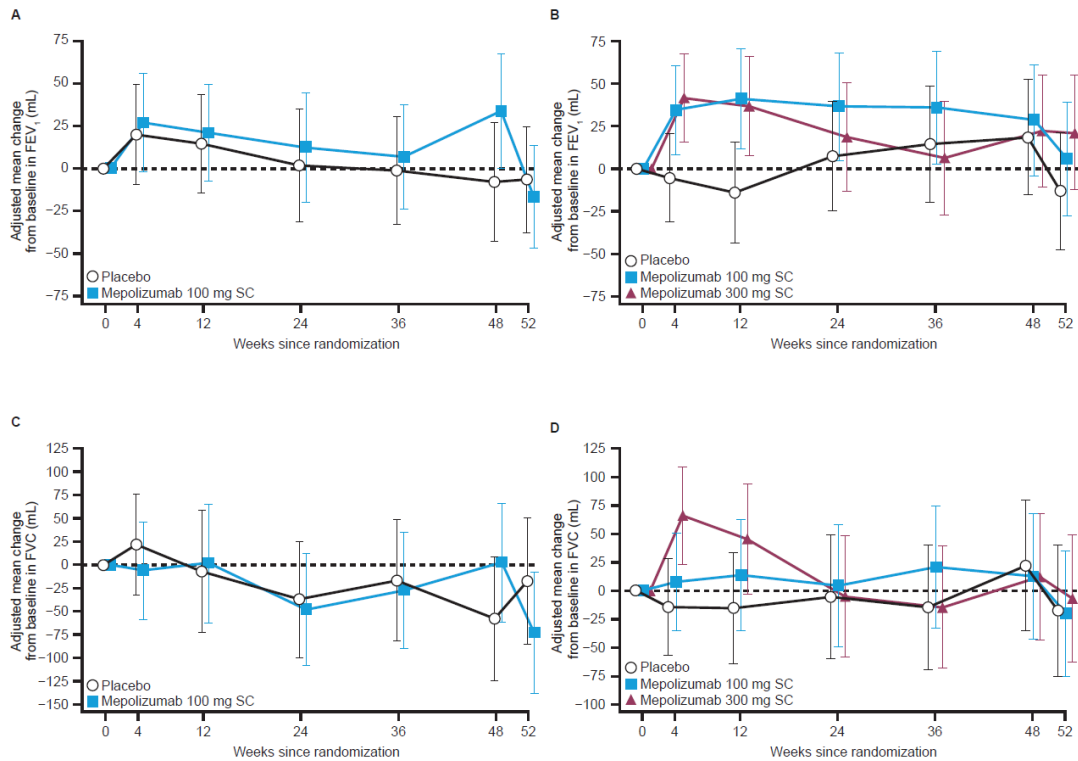 A
Adjusted mean change
from baseline in FEV1 (mL)
75
50
25
0
−25
−50
−75
Placebo
Mepolizumab 100 mg SC
0 4 12 24 36 48 52
Weeks since randomization
B
Adjusted mean change
from baseline in FEV1 (mL)
75
50
25
0
−25
−50
−75
Placebo
Mepolizumab 100 mg SC
Mepolizumab 300 mg SC
0 4 12 24 36 48 52
Weeks since randomization
C
Adjusted mean change
from baseline in FVC (mL)
125
100
75
50
25
0
−25
−50
−75
−100
−125
−150
Placebo
Mepolizumab 100 mg SC
0 4 12 24 36 48 52
Weeks since randomization
D
Adjusted mean change
from baseline in FVC (mL)
125
100
75
50
25
0
−25
−50
−75
−100
Placebo
Mepolizumab 100 mg SC
Mepolizumab 300 mg SC
0 4 12 24 36 48 52
Weeks since randomization